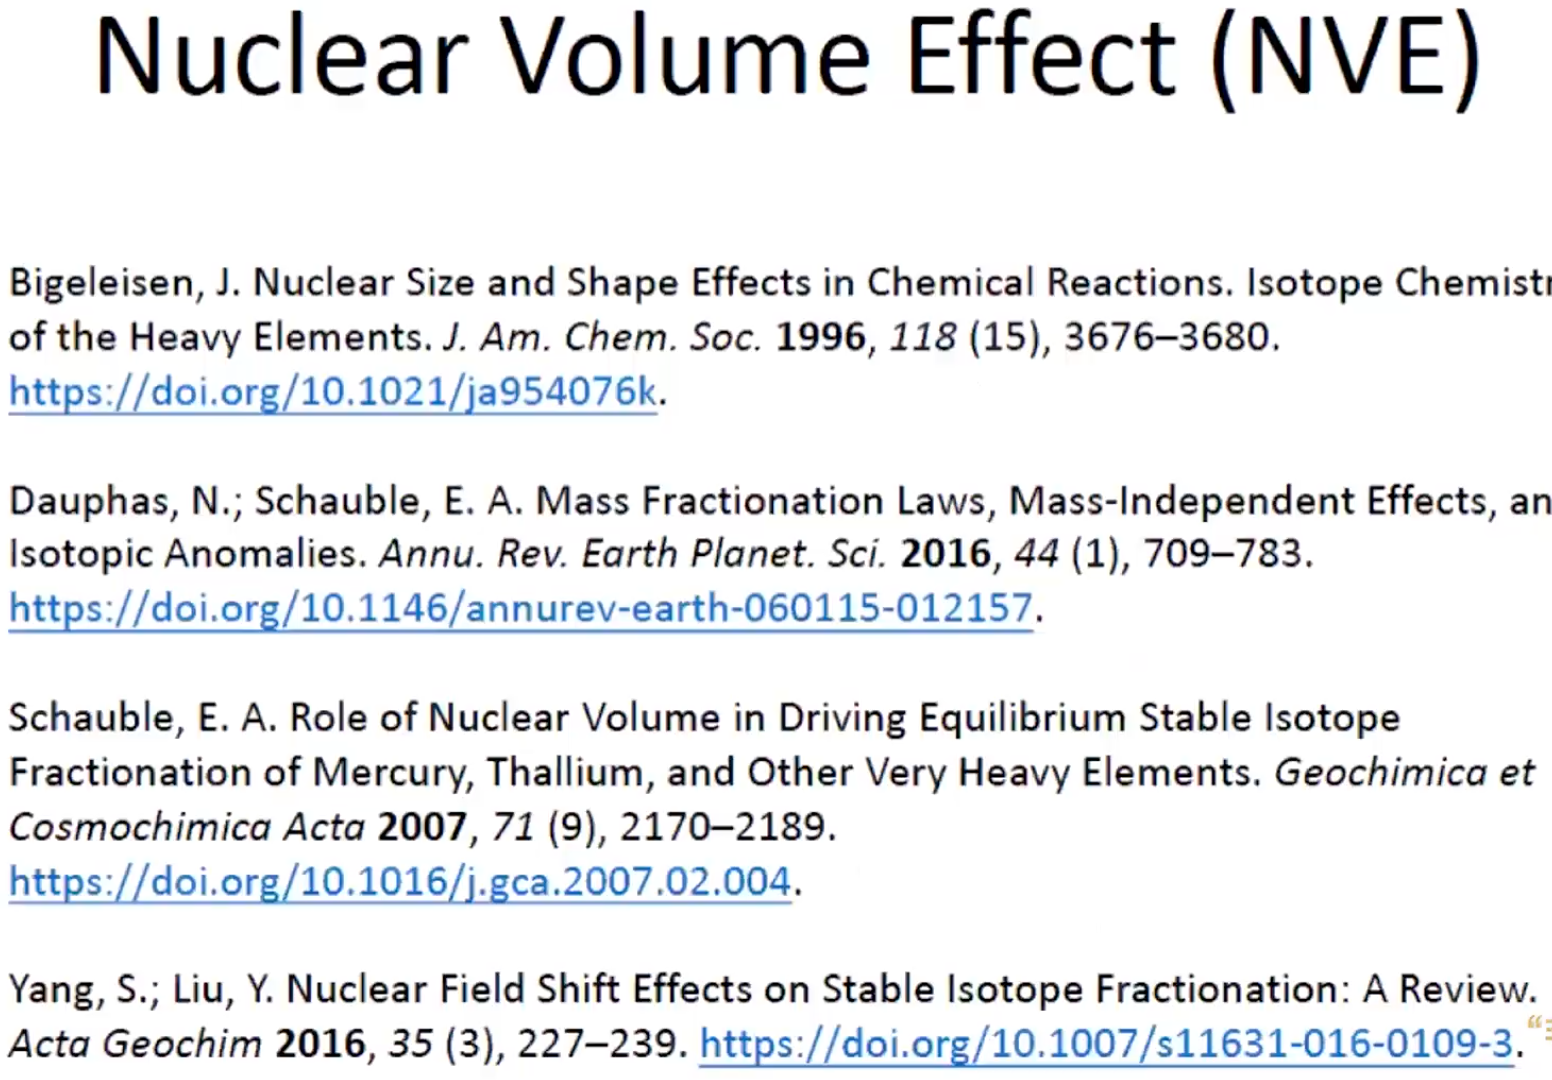 Nuclear Volume Effect (NVE)
Bigeleisen, J. Nuclear Size and Shape Effects in Chemical Reactions. Isotope Chemistr
of the Heavy Elements. J. Am. Chem. Soc. 1996, 118 (15), 3676–3680.
https://doi.org/10.1021/ja954076k.
Dauphas, N.; Schauble, E. A. Mass Fractionation Laws, Mass-Independent Effects, an
Isotopic Anomalies. Annu. Rev. Earth Planet. Sci. 2016, 44 (1), 709–783.
https://doi.org/10.1146/annurev-earth-060115-012157.
Schauble, E. A. Role of Nuclear Volume in Driving Equilibrium Stable Isotope
Fractionation of Mercury, Thallium, and Other Very Heavy Elements. Geochimica et
Cosmochimica Acta 2007, 71 (9), 2170–2189.
https://doi.org/10.1016/j.gca.2007.02.004.
Yang, S.; Liu, Y. Nuclear Field Shift Effects on Stable Isotope Fractionation: A Review.
Acta Geochim 2016, 35 (3), 227–239. https://doi.org/10.1007/s11631-016-0109-3.